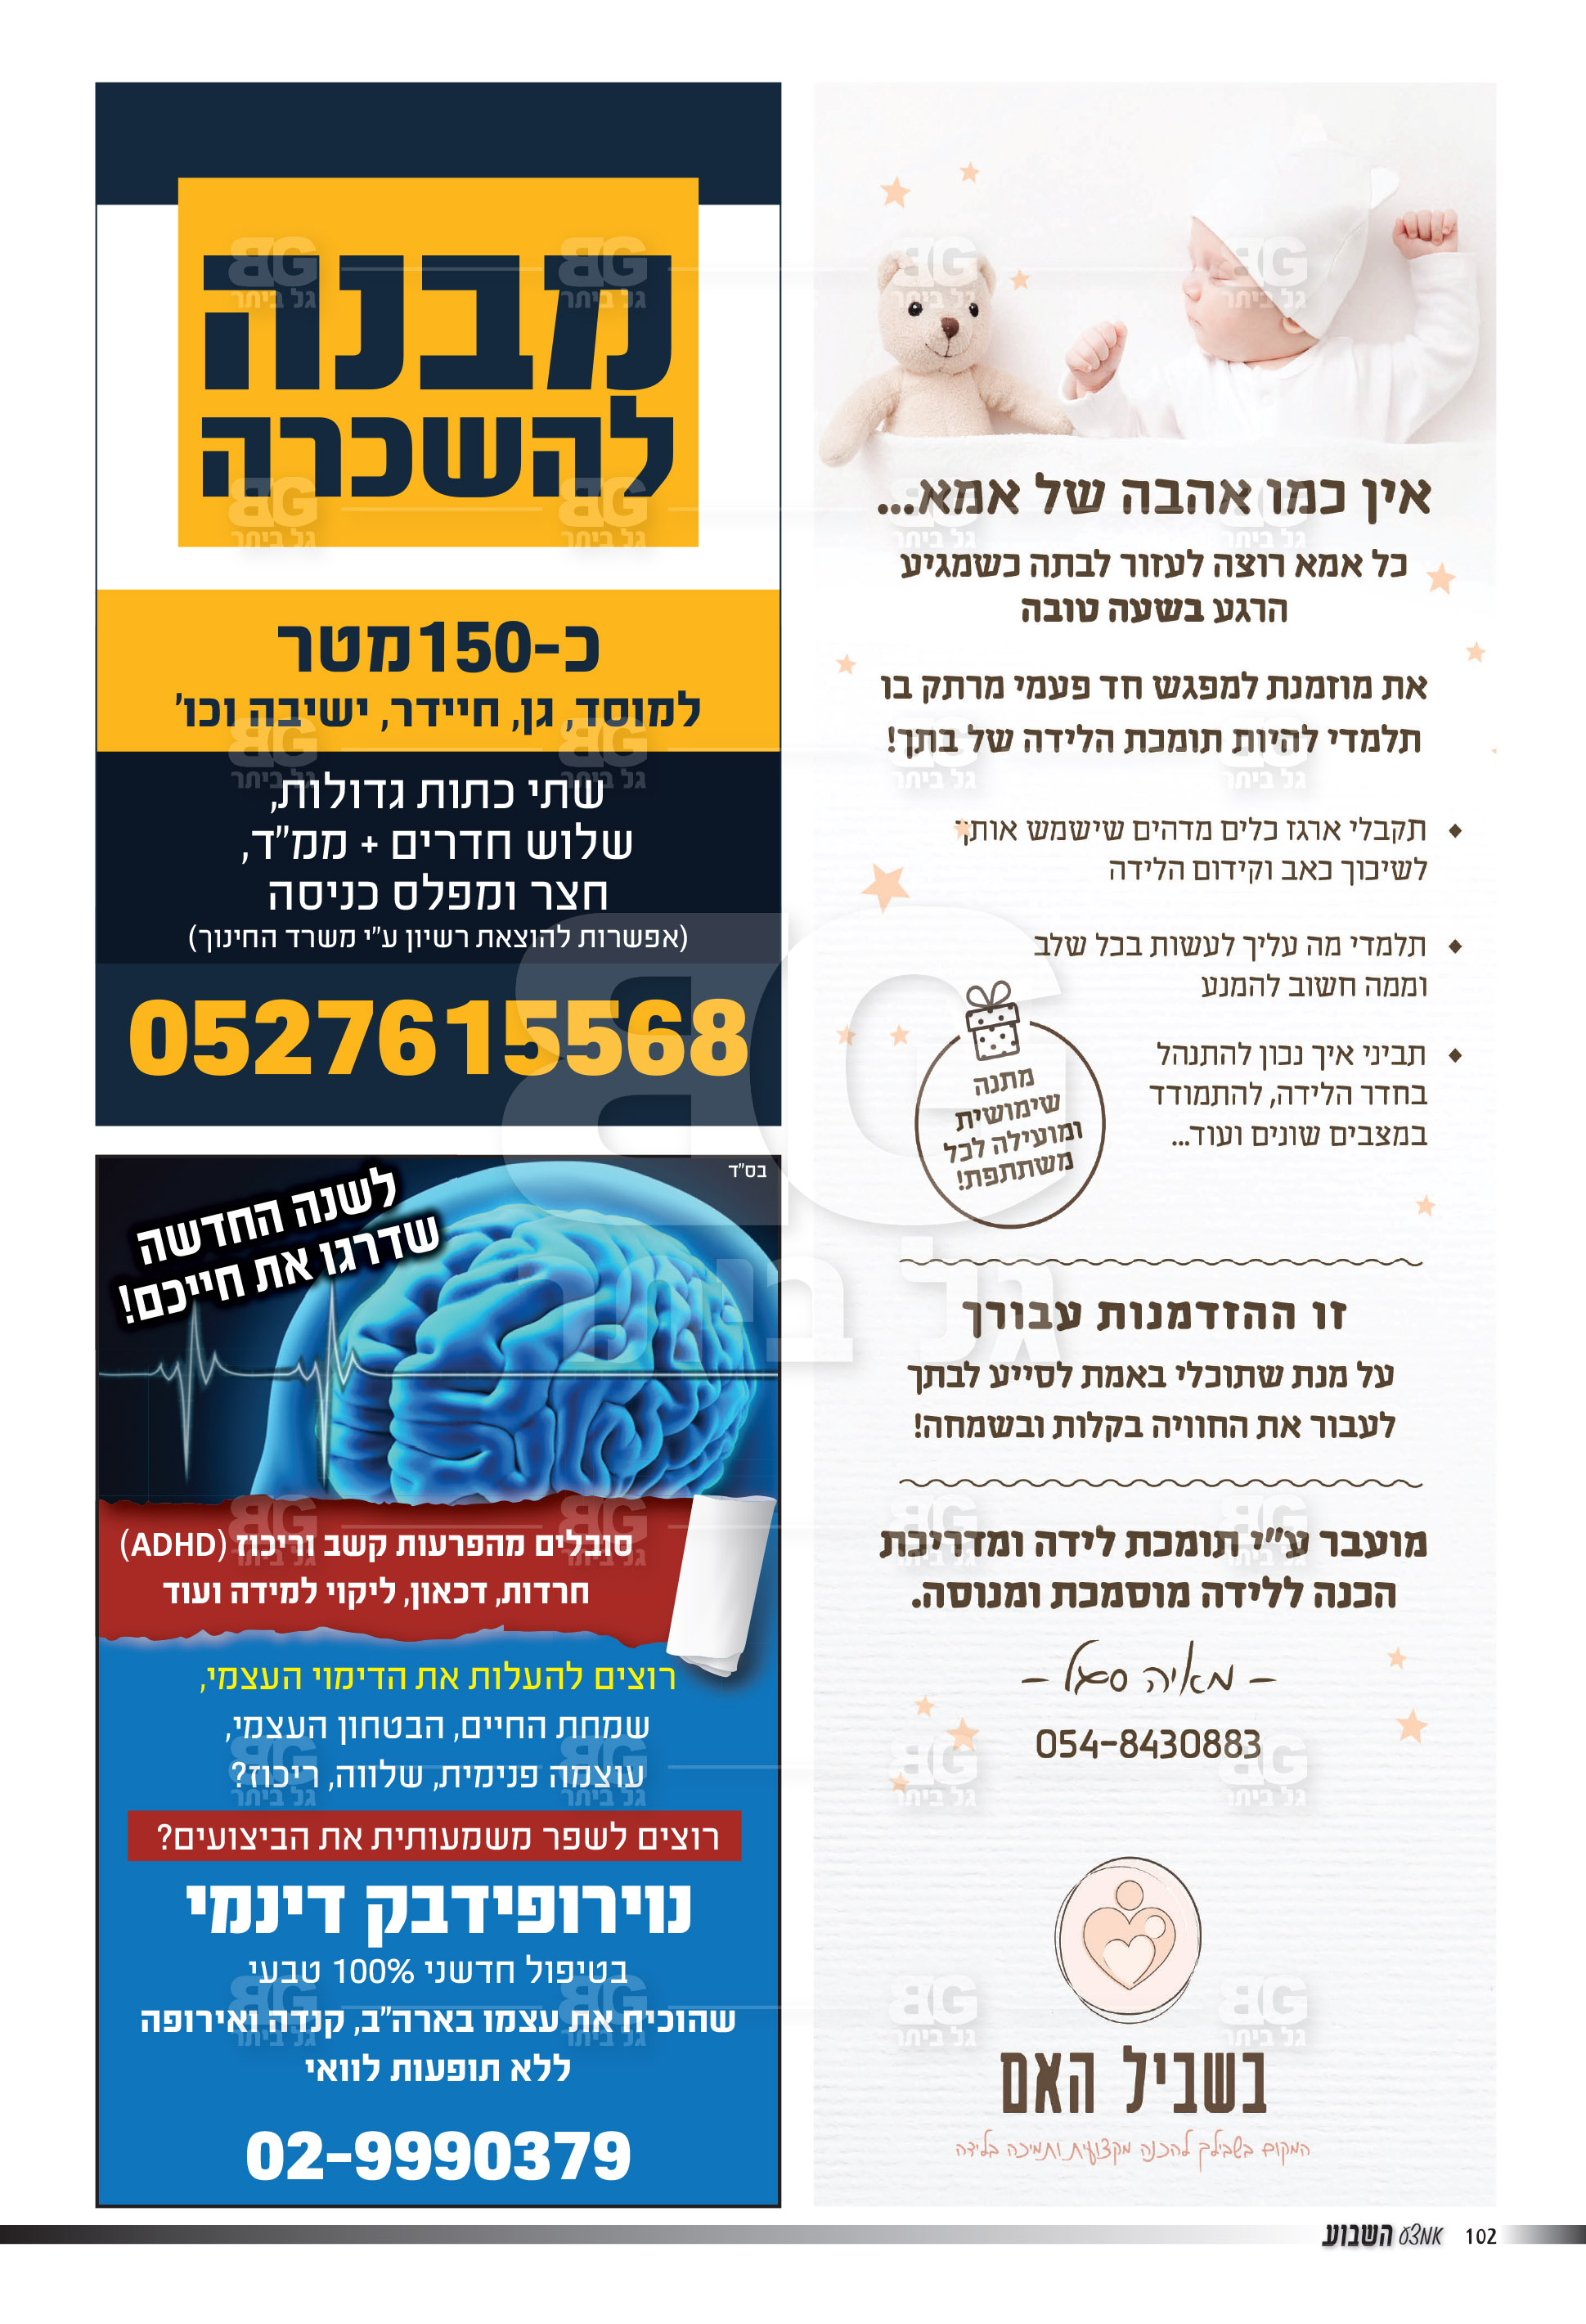 אין כמו אהבה של אמא...
כל אמא רוצה לעזור לבתה כשמגיע
הרגע בשעה טובה
את מוזמנת למפגש חד פעמי מרתק בו
תלמדי להיות תומכת הלידה של בתך!
תקבלי ארגז כלים מדהים שישמש אותך
לשיכוך כאב וקידום הלידה
תלמדי מה עליך לעשות בכל שלב
וממה חשוב להמנע
תביני איך נכון להתנהל
בחדר הלידה, להתמודד
במצבים שונים ועוד...
מתנה
שימושית
ומועילה לכל
משתתפת!
זו ההזדמנות עבורך
על מנת שתוכלי באמת לסייע לבתך
לעבור את החוויה בקלות ובשמחה!
מועבר ע"י תומכת לידה ומדריכת
הכנה ללידה מוסמכת ומנוסה.
- מאיה סגל -
054-8430883
בשביל האם
המקום בשבילך להכנה מקצועית ותמיכה בלידה
מבנה
להשכרה
כ-150מטר
למוסד, גן, חיידר, ישיבה וכו'
שתי כתות גדולות,
שלוש חדרים + ממ"ד,
חצר ומפלס כניסה
(אפשרות להוצאת רשיון ע"י משרד החינוך)
0527615568
בס"ד
לשנה החדשה
שדרגו את חייכם!
סובלים מהפרעות קשב וריכוז (ADHD)
חרדות, דכאון, ליקוי למידה ועוד
רוצים להעלות את הדימוי העצמי,
שמחת החיים, הבטחון העצמי,
עוצמה פנימית, שלווה, ריכוז?
רוצים לשפר משמעותית את הביצועים?
נוירופידבק דינמי
בטיפול חדשני 100% טבעי
שהוכיח את עצמו בארה"ב, קנדה ואירופה
ללא תופעות לוואי
02-9990379
102 אמצע השבוע
BG
גל ביתר